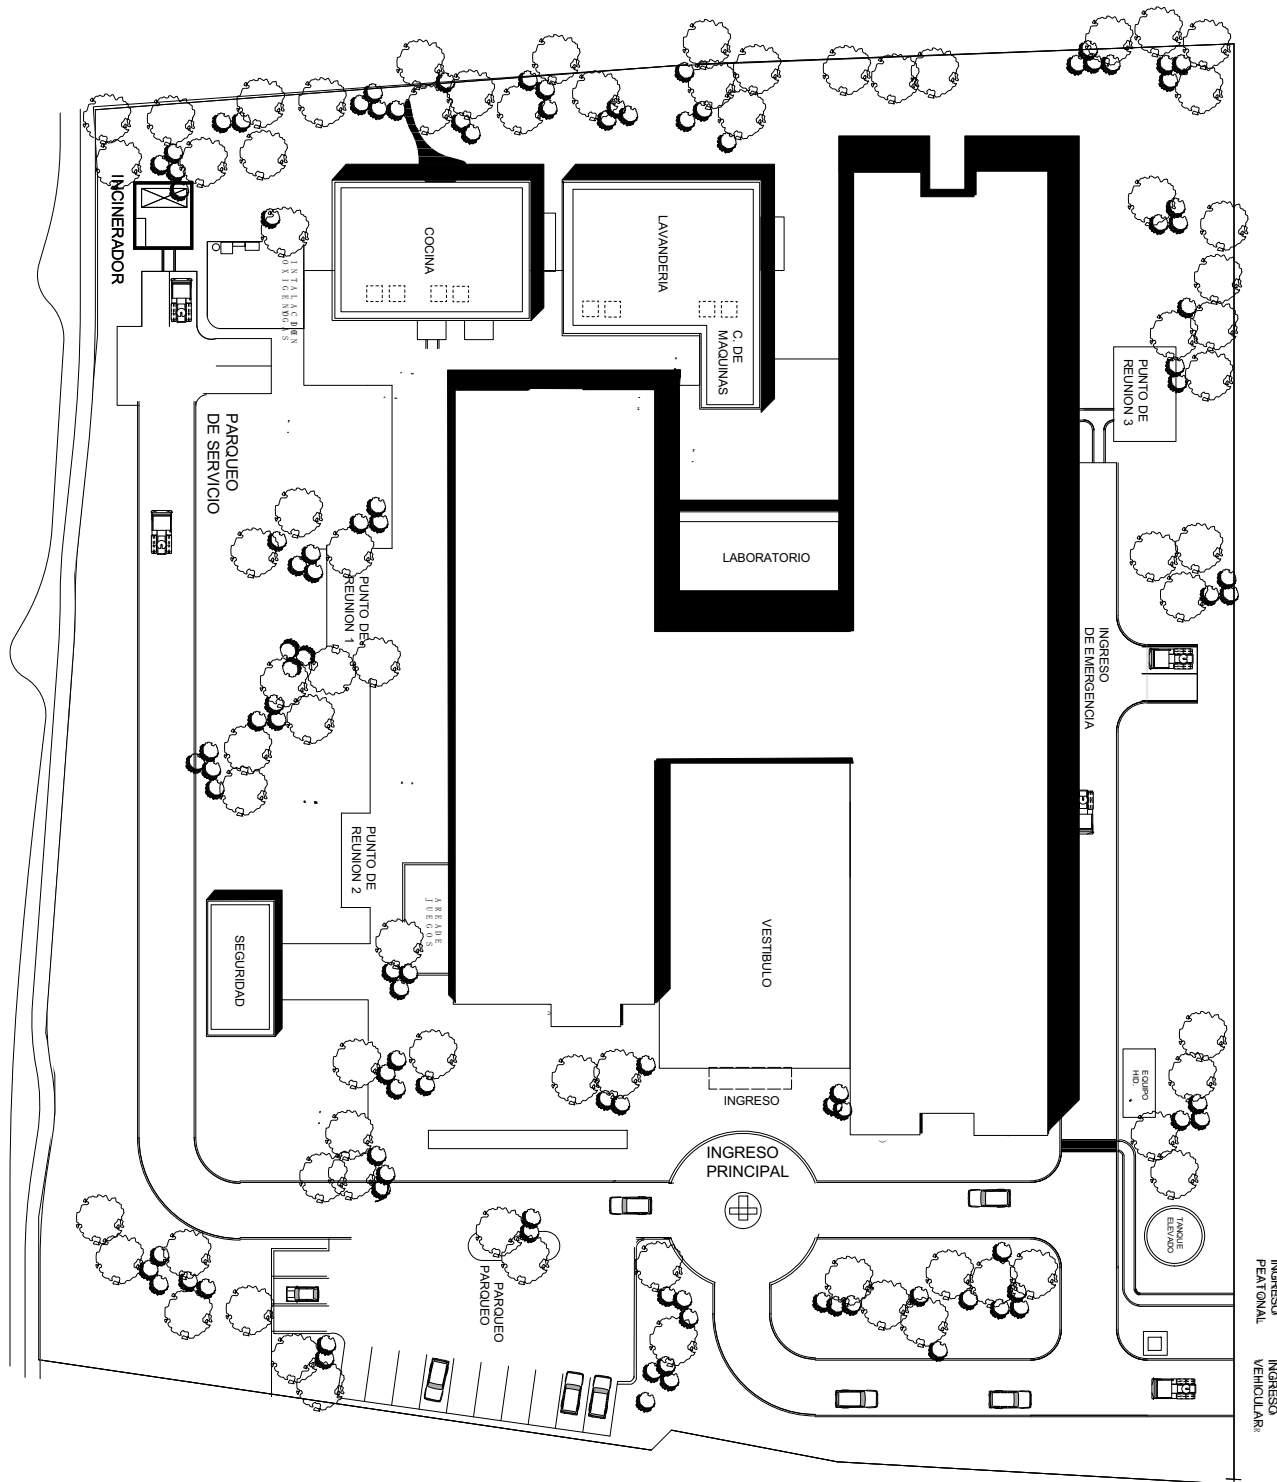 INCINERADOR
COCINA
LAVANDERIA
C. DE
MAQUINAS
PUNTO DE
REUNION 3
PARQUEO
DE SERVICIO
LABORATORIO
PUNTO DE
REUNION 1
INGRESO
DE EMERGENCIA
PUNTO DE
REUNION 2
AREA DE
JUEGOS
SEGURIDAD
VESTIBULO
EQUIPO
HID.
INGRESO
INGRESO
PRINCIPAL
TANQUE
ELEVADO
PARQUEO
PARQUEO
INGRESO
PEATONAL
INGRESO
VEHICULAR